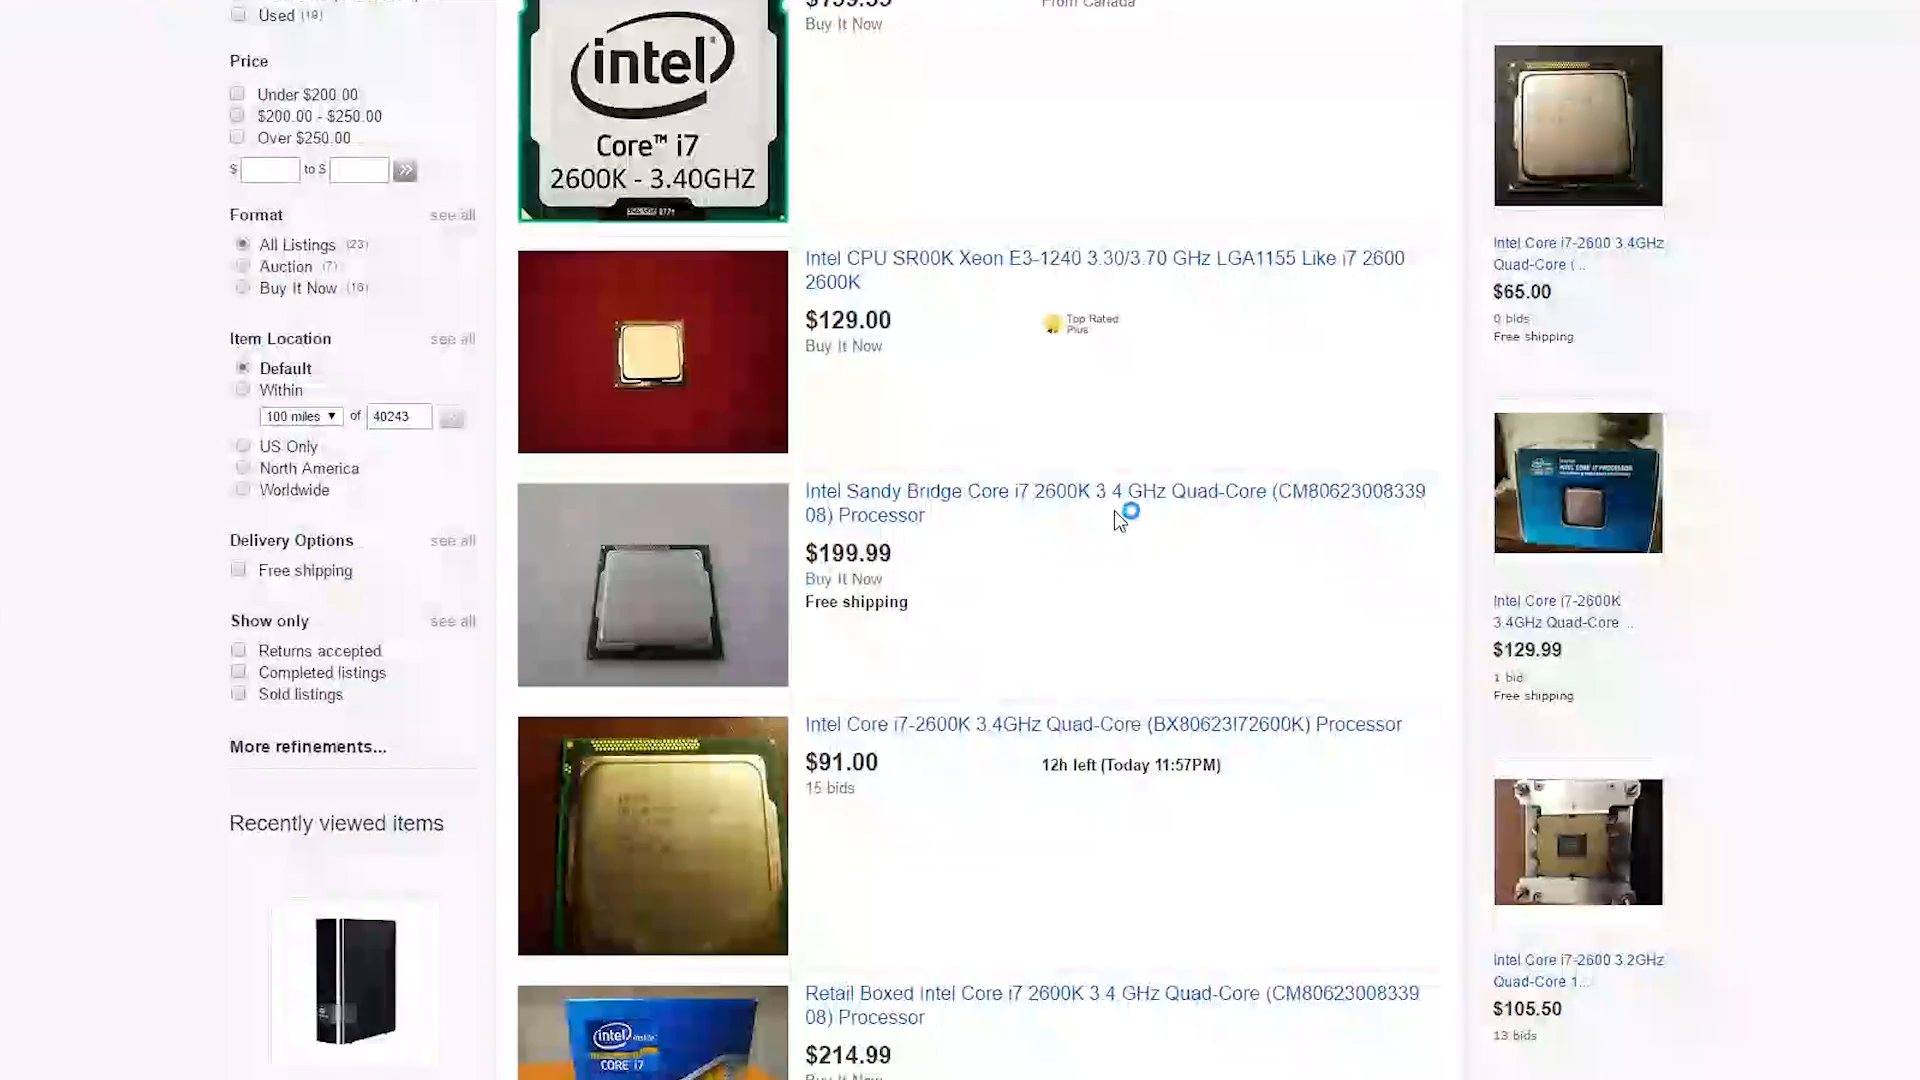 Used (19)
Price
Under $200.00
$200.00 - $250.00
Over $250.00
$ to $ »
Format see all
All Listings (23)
Auction (7)
Buy It Now (16)
Item Location see all
Default
Within
100 miles ▼ of 40243
US Only
North America
Worldwide
Delivery Options see all
Free shipping
Show only see all
Returns accepted
Completed listings
Sold listings
More refinements...
Recently viewed items
Buy It Now
From Canada
intel
Core™ i7
2600K - 3.40GHZ
Intel CPU SR00K Xeon E3-1240 3.30/3.70 GHz LGA1155 Like i7 2600
2600K
$129.00
Buy It Now
Top Rated
Plus
Intel Sandy Bridge Core i7 2600K 3 4 GHz Quad-Core (CM80623008339
08) Processor
$199.99
Buy It Now
Free shipping
Intel Core i7-2600K 3.4GHz Quad-Core (BX80623I72600K) Processor
$91.00
15 bids
12h left (Today 11:57PM)
Retail Boxed Intel Core i7 2600K 3.4 GHz Quad-Core (CM80623008339
08) Processor
$214.99
Buy It Now
intel inside
CORE i7
Intel Core i7-2600 3.4GHz
Quad-Core ( ..
$65.00
0 bids
Free shipping
Intel Core i7-2600K
3.4GHz Quad-Core ...
$129.99
1 bid
Free shipping
Intel Core i7-2600 3.2GHz
Quad-Core 1...
$105.50
13 bids